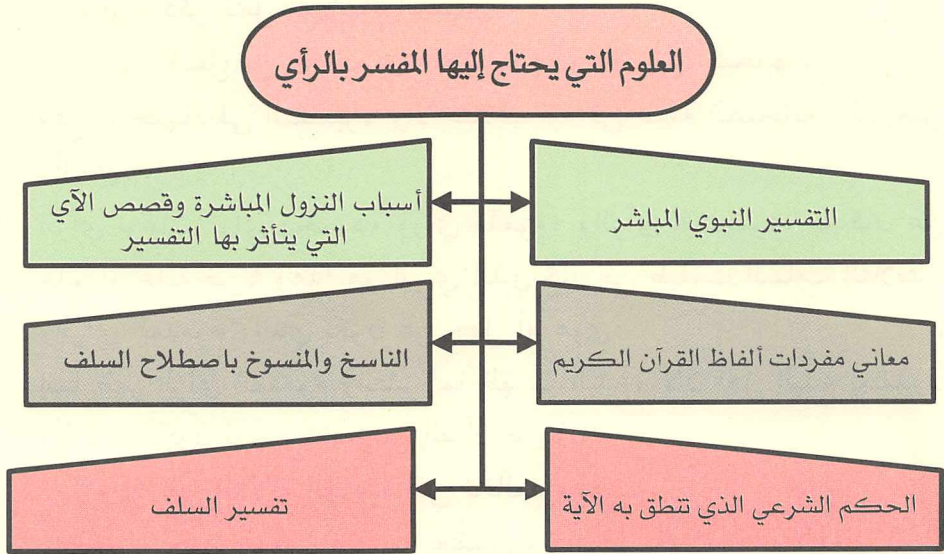 العلوم التي يحتاج إليها المفسر بالرأي
التفسير النبوي المباشر
أسباب النزول المباشرة وقصص الآي
التي يتأثر بها التفسير
معاني مفردات ألفاظ القرآن الكريم
الناسخ والمنسوخ باصطلاح السلف
الحكم الشرعي الذي تنطق به الآية
تفسير السلف